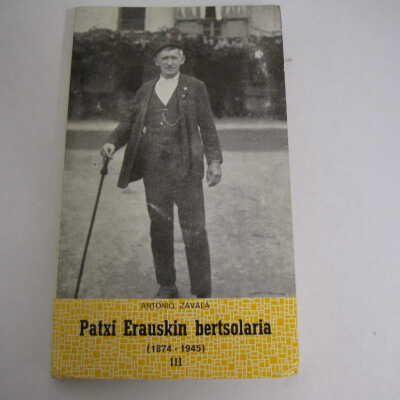 ANTONIO ZAVALA
Patxi Erauskin bertsolaria
(1874 - 1945)
III